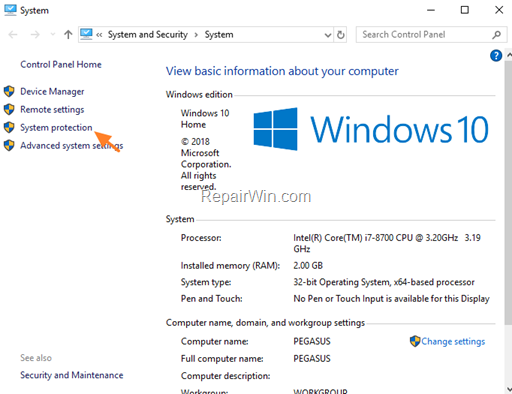 System
« System and Security > System
Search Control Panel
Control Panel Home
Device Manager
Remote settings
System protection
Advanced system settings
See also
Security and Maintenance
View basic information about your computer
Windows edition
Windows 10
Home
© 2018
Microsoft
Corporation.
All rights
reserved.
Windows 10
RepairWin.com
System
Processor: Intel(R) Core(TM) i7-8700 CPU @ 3.20GHz 3.19
GHz
Installed memory (RAM): 2.00 GB
System type: 32-bit Operating System, x64-based processor
Pen and Touch: No Pen or Touch Input is available for this Display
Computer name, domain, and workgroup settings
Computer name: PEGASUS Change settings
Full computer name: PEGASUS
Computer description:
Workgroup: WORKGROUP